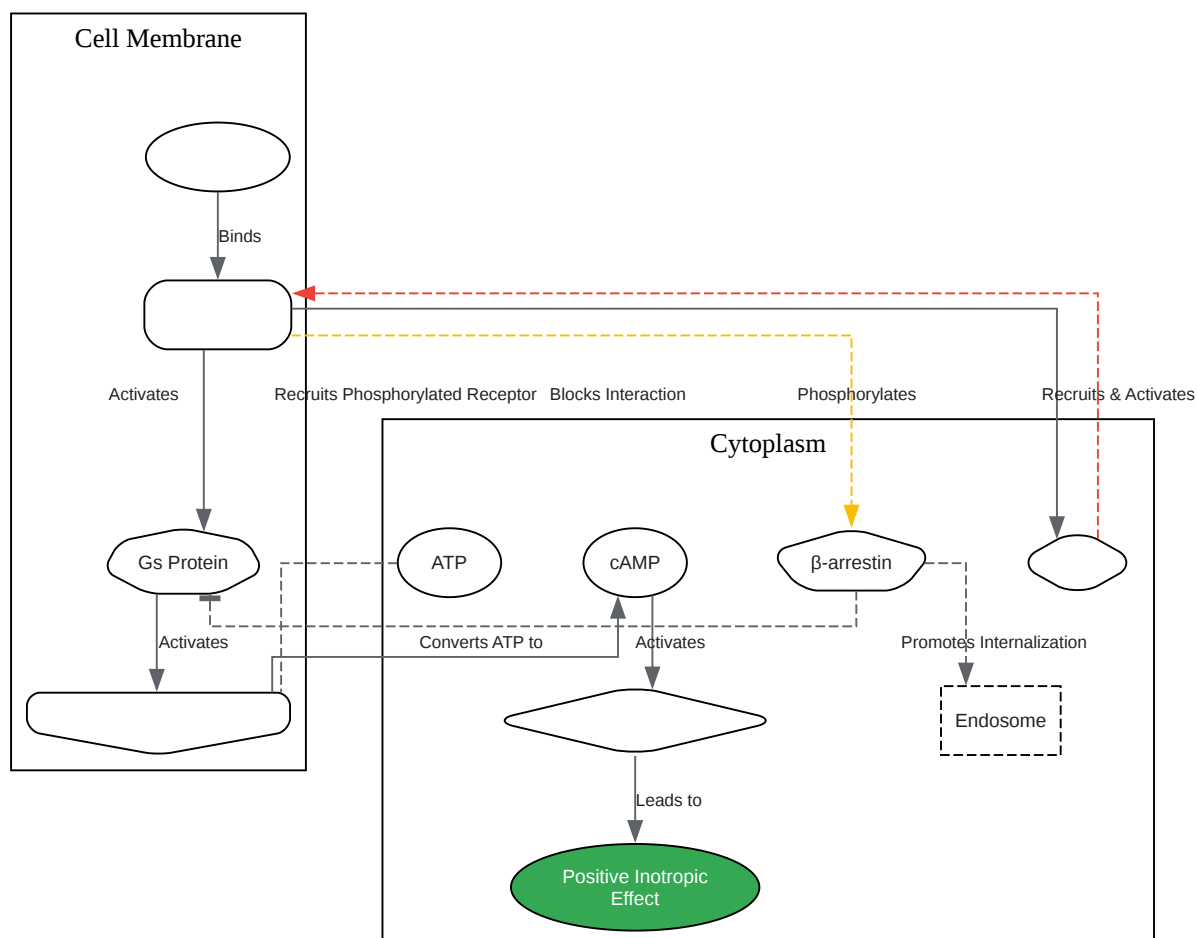 Cell Membrane
Binds
Activates
Recruits Phosphorylated Receptor
Blocks Interaction
Phosphorylates
Recruits & Activates
Cytoplasm
Gs Protein
ATP
cAMP
β-arrestin
Activates
Converts ATP to
Activates
Promotes Internalization
Endosome
Leads to
Positive Inotropic
Effect